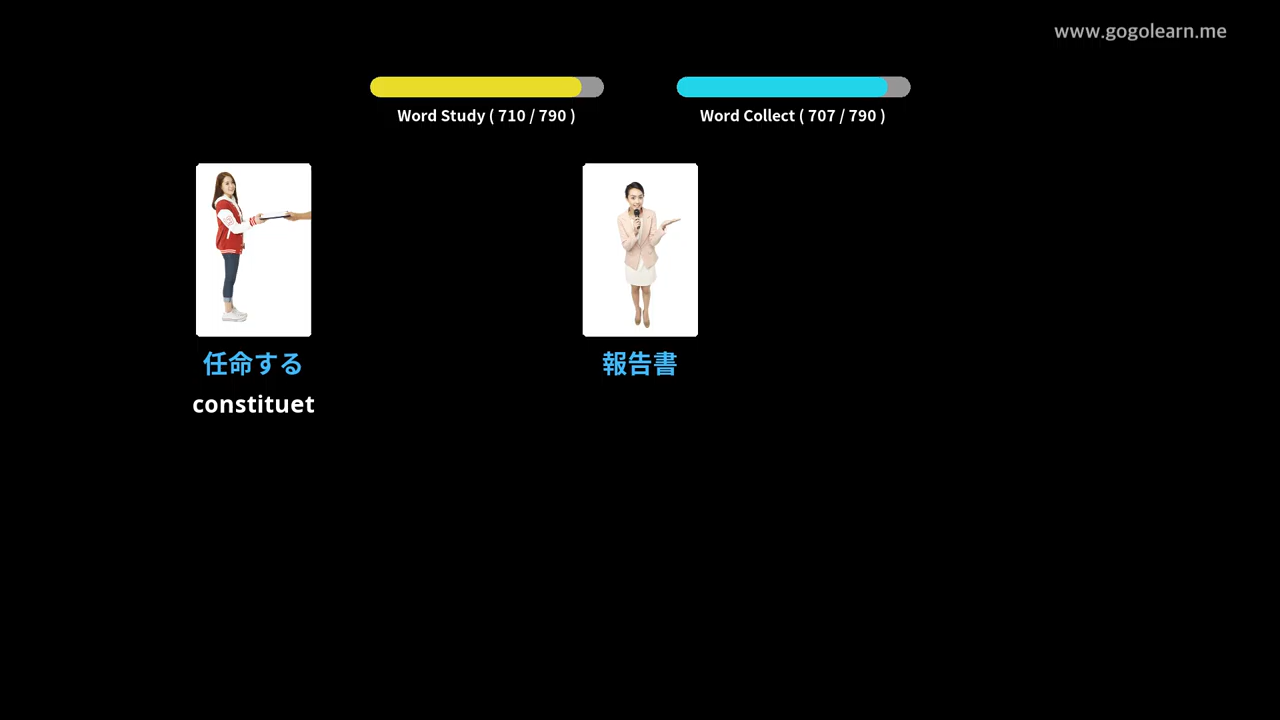 www.gogolearn.me
Word Study ( 710 / 790 )
Word Collect ( 707 / 790 )
任命する
報告書
constituet